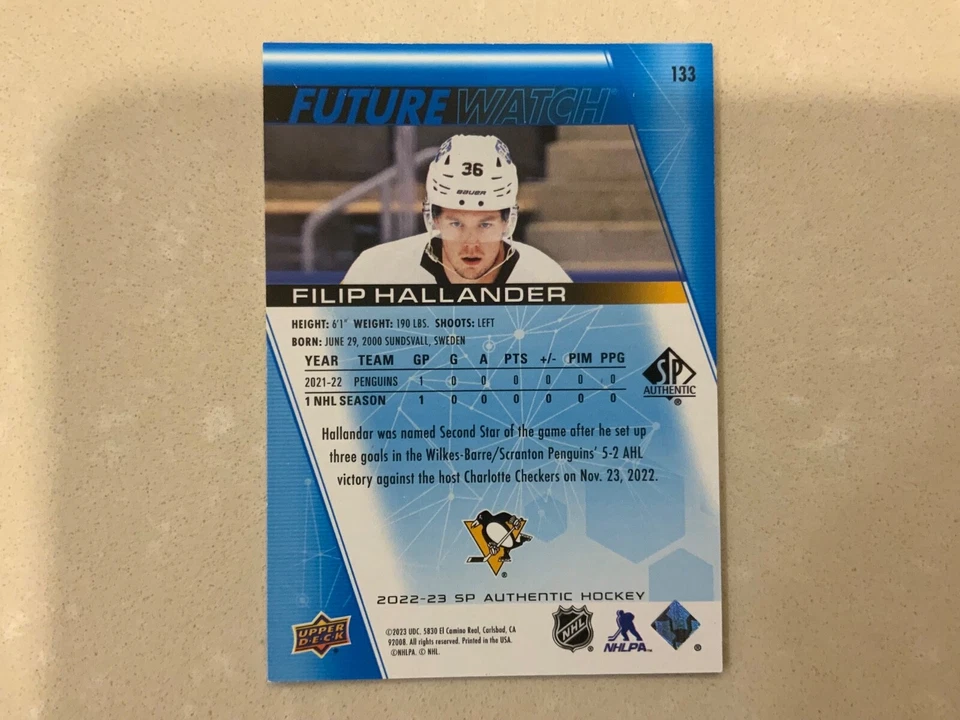 133
FUTURE WATCH®
36
BAUER
FILIP HALLANDER
HEIGHT: 6'1" WEIGHT: 190 LBS. SHOOTS: LEFT
BORN: JUNE 29, 2000 SUNDSVALL, SWEDEN
YEAR TEAM GP G A PTS +/- PIM PPG
2021-22 PENGUINS 1 0 0 0 0 0 0
1 NHL SEASON 1 0 0 0 0 0 0
SP
AUTHENTIC
®
Hallandar was named Second Star of the game after he set up
three goals in the Wilkes-Barre/Scranton Penguins' 5-2 AHL
victory against the host Charlotte Checkers on Nov. 23, 2022.
®
2022-23 SP AUTHENTIC HOCKEY
UPPER
DECK
©2023 UDC. 5830 El Camino Real, Carlsbad, CA
92008. All rights reserved. Printed in the USA.
©NHLPA. © NHL.
NHL
®
NHLPA™
®